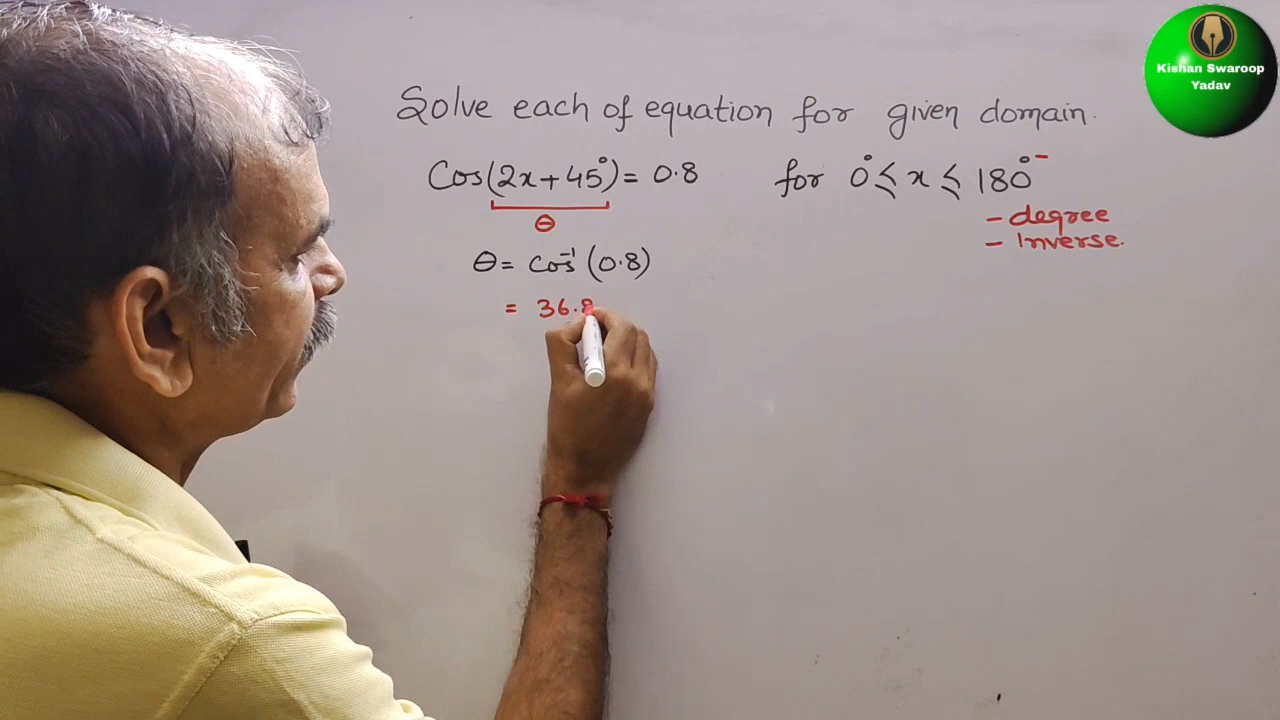 Kishan Swaroop
Yadav
Solve each of equation for given domain.
Cos(2x+45°)= 0.8 for 0° ⩽ x ⩽ 180°
- degree
- Inverse.
θ
θ = cos⁻¹(0.8)
= 36.8